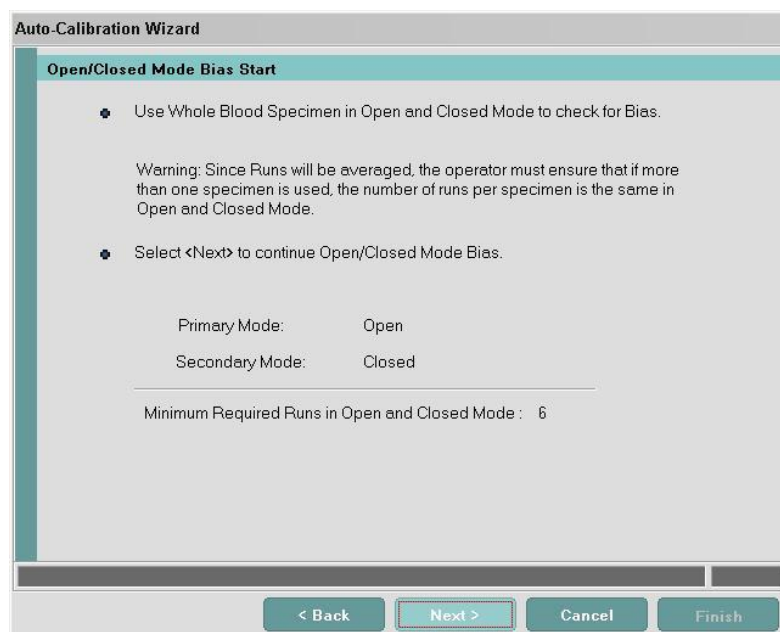 Auto-Calibration Wizard
Open/Closed Mode Bias Start
Use Whole Blood Specimen in Open and Closed Mode to check for Bias.
Warning: Since Runs will be averaged, the operator must ensure that if more
than one specimen is used, the number of runs per specimen is the same in
Open and Closed Mode.
Select <Next> to continue Open/Closed Mode Bias.
Primary Mode: Open
Secondary Mode: Closed
Minimum Required Runs in Open and Closed Mode : 6
< Back Next > Cancel Finish